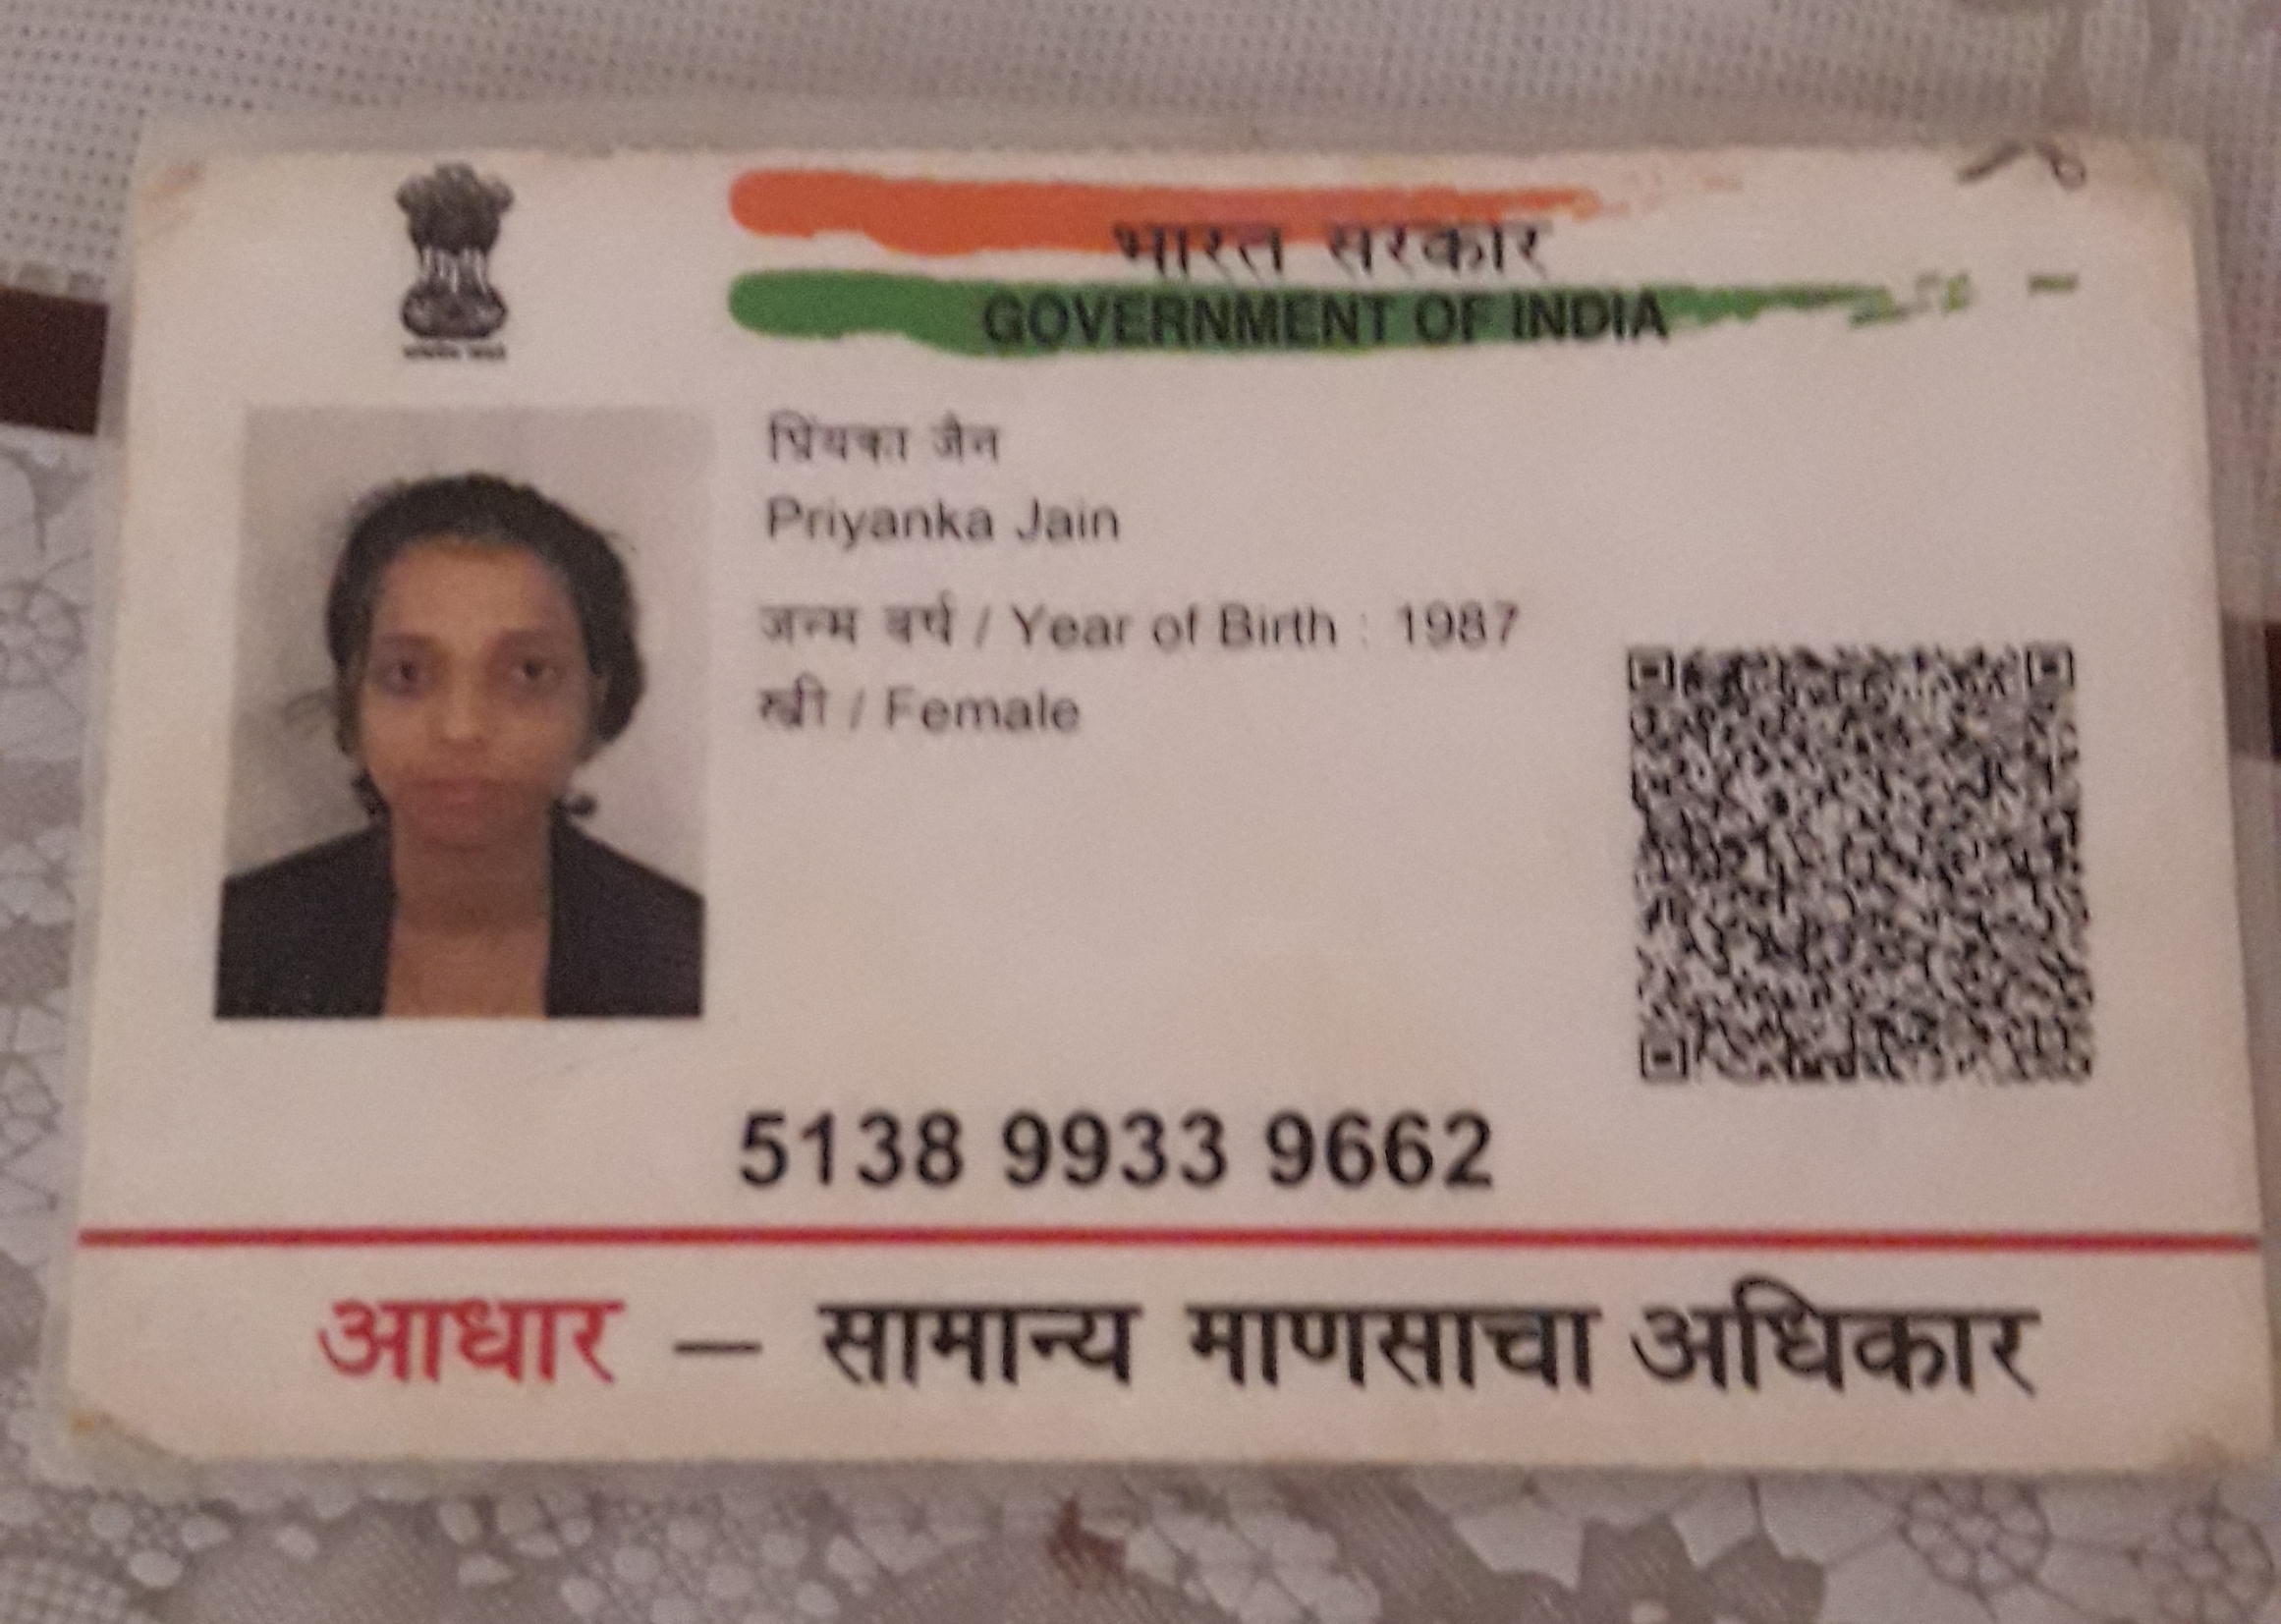 भारत सरकार
GOVERNMENT OF INDIA
प्रियंका जैन
Priyanka Jain
जन्म वर्ष / Year of Birth : 1987
स्त्री / Female
5138 9933 9662
आधार — सामान्य माणसाचा अधिकार